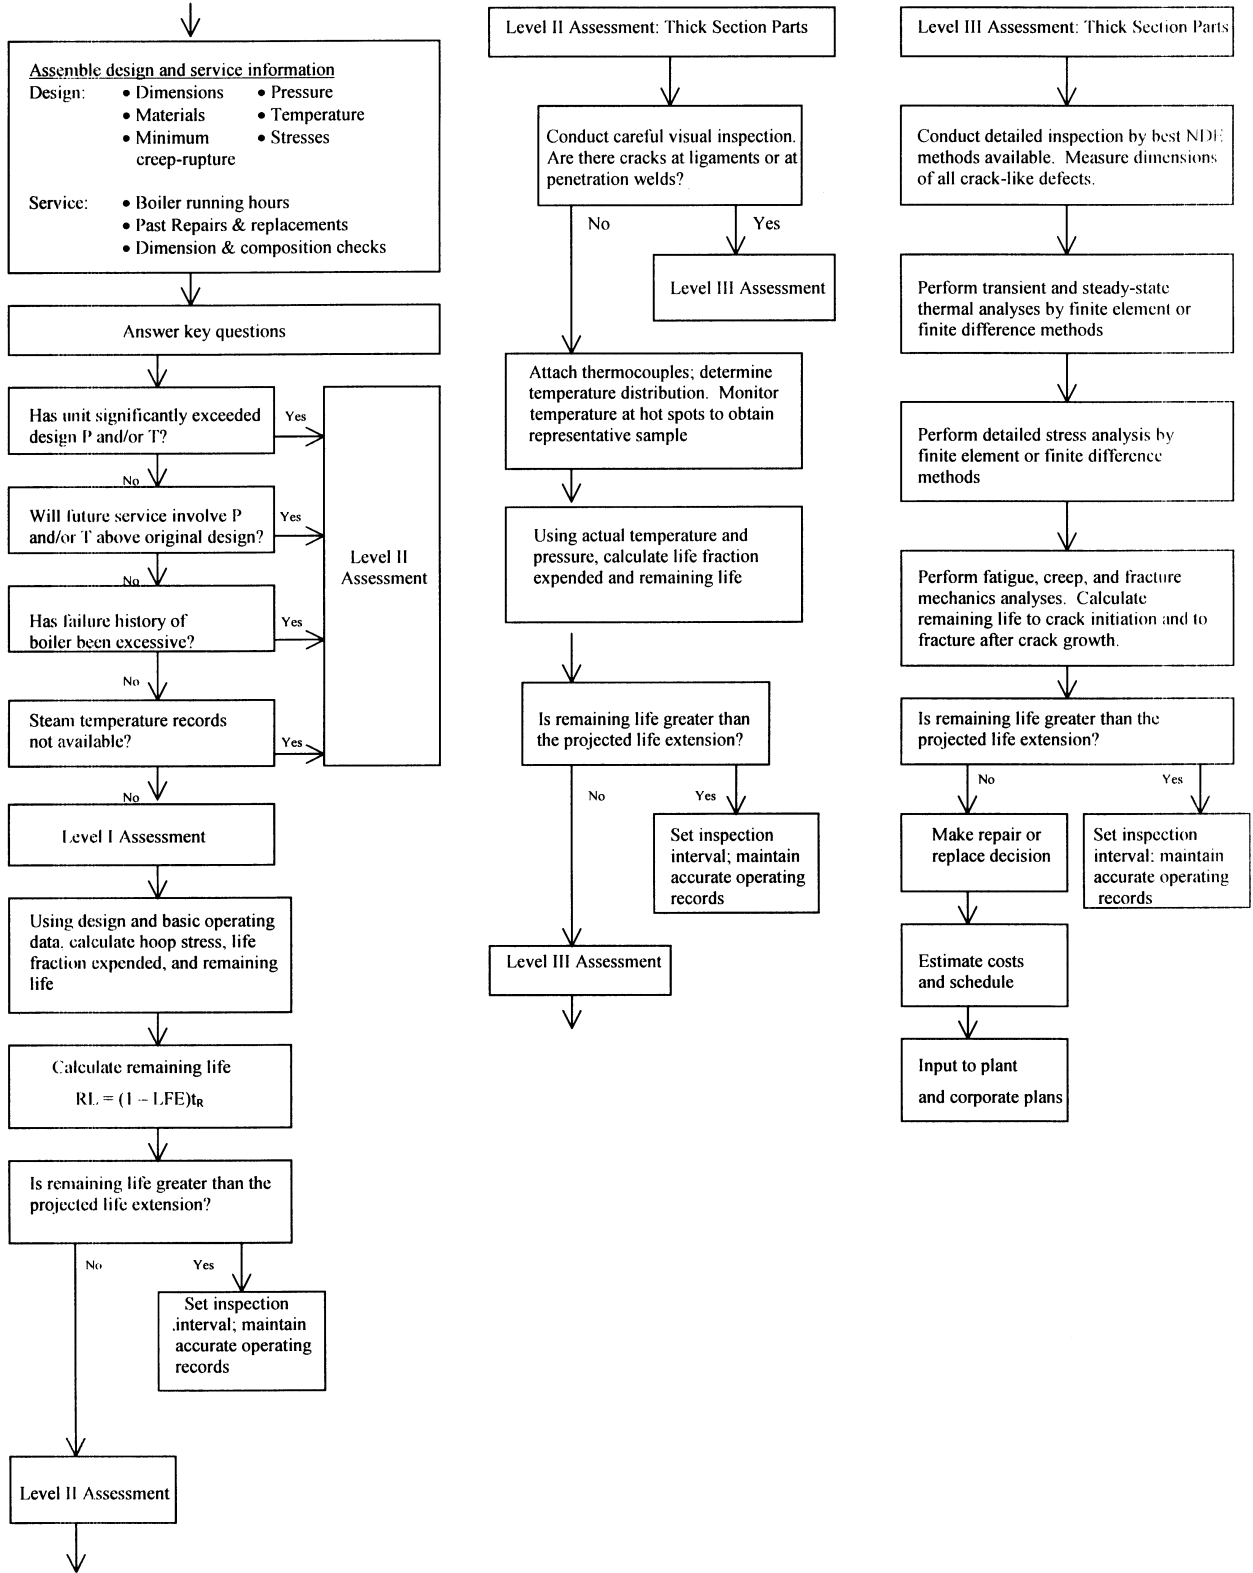 Assemble design and service information
Design: • Dimensions • Pressure
• Materials • Temperature
• Minimum • Stresses
creep-rupture
Service: • Boiler running hours
• Past Repairs & replacements
• Dimension & composition checks
Answer key questions
Has unit significantly exceeded
design P and/or T?
Yes
No
Will future service involve P
and/or T above original design?
Yes
No
Has failure history of
boiler been excessive?
Yes
No
Steam temperature records
not available?
Yes
No
Level II
Assessment
Level I Assessment
Using design and basic operating
data, calculate hoop stress, life
fraction expended, and remaining
life
Calculate remaining life
RL = (1 – LFE)tR
Is remaining life greater than the
projected life extension?
No
Yes
Set inspection
interval; maintain
accurate operating
records
Level II Assessment
Level II Assessment: Thick Section Parts
Conduct careful visual inspection.
Are there cracks at ligaments or at
penetration welds?
No
Yes
Level III Assessment
Attach thermocouples; determine
temperature distribution. Monitor
temperature at hot spots to obtain
representative sample
Using actual temperature and
pressure, calculate life fraction
expended and remaining life
Is remaining life greater than
the projected life extension?
No
Yes
Set inspection
interval; maintain
accurate operating
records
Level III Assessment
Level III Assessment: Thick Section Parts
Conduct detailed inspection by best NDE
methods available. Measure dimensions
of all crack-like defects.
Perform transient and steady-state
thermal analyses by finite element or
finite difference methods
Perform detailed stress analysis by
finite element or finite difference
methods
Perform fatigue, creep, and fracture
mechanics analyses. Calculate
remaining life to crack initiation and to
fracture after crack growth.
Is remaining life greater than the
projected life extension?
No
Yes
Make repair or
replace decision
Set inspection
interval: maintain
accurate operating
records
Estimate costs
and schedule
Input to plant
and corporate plans